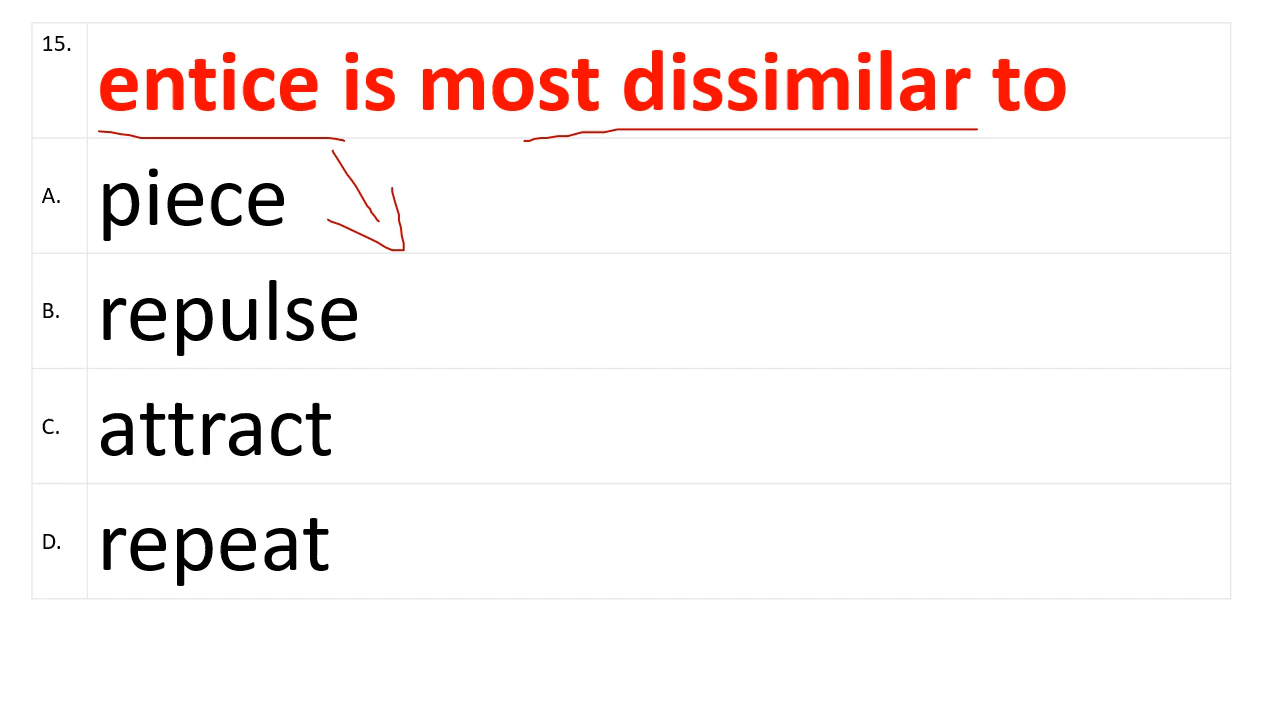 15. entice is most dissimilar to
A. piece
B. repulse
C. attract
D. repeat